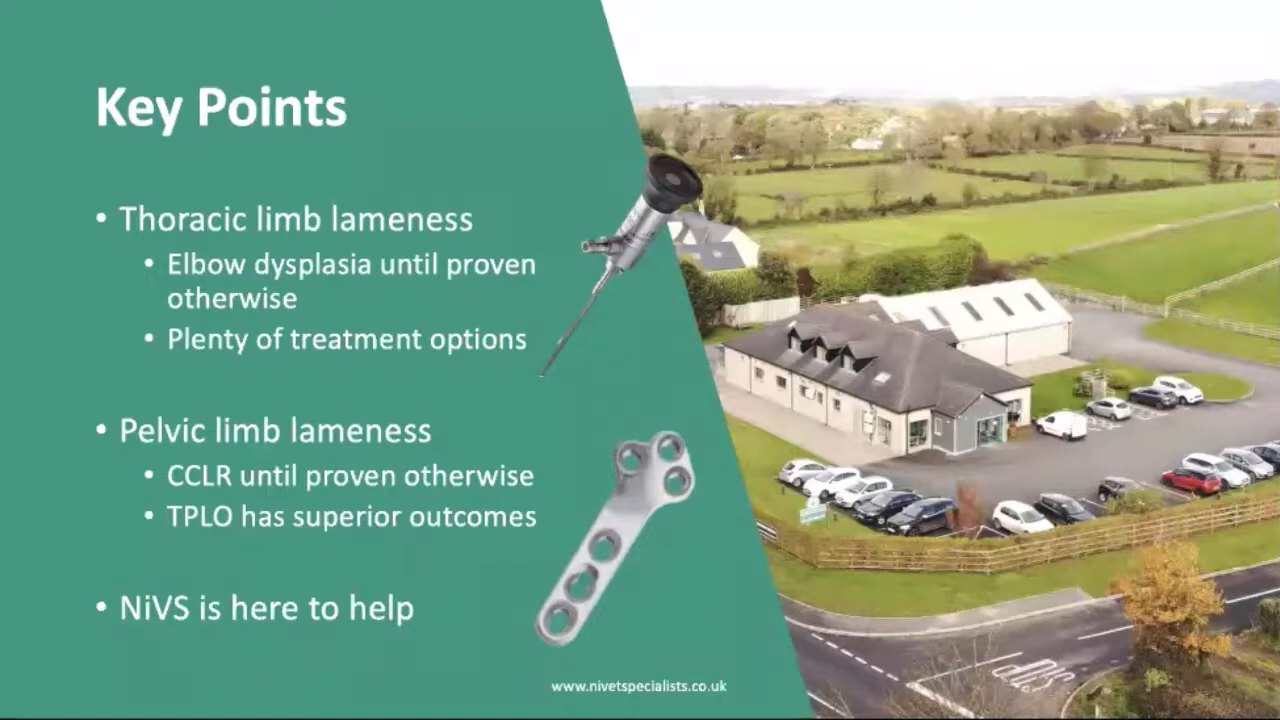 Key Points
• Thoracic limb lameness
• Elbow dysplasia until proven
otherwise
• Plenty of treatment options
• Pelvic limb lameness
• CCLR until proven otherwise
• TPLO has superior outcomes
• NiVS is here to help
www.nivetspecialists.co.uk